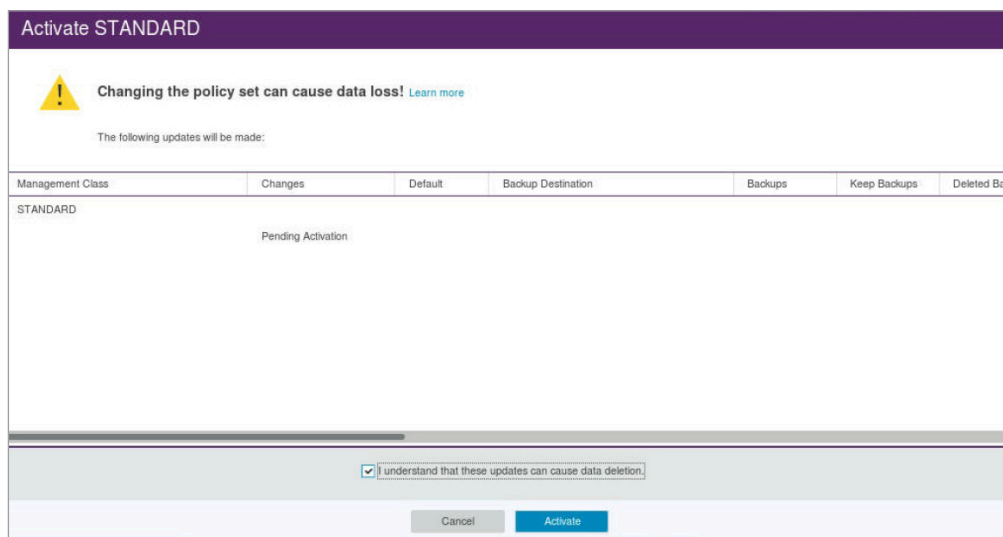 Activate STANDARD
Changing the policy set can cause data loss! Learn more
The following updates will be made:
Management Class Changes Default Backup Destination Backups Keep Backups Deleted Ba
STANDARD
Pending Activation
I understand that these updates can cause data deletion.
Cancel Activate